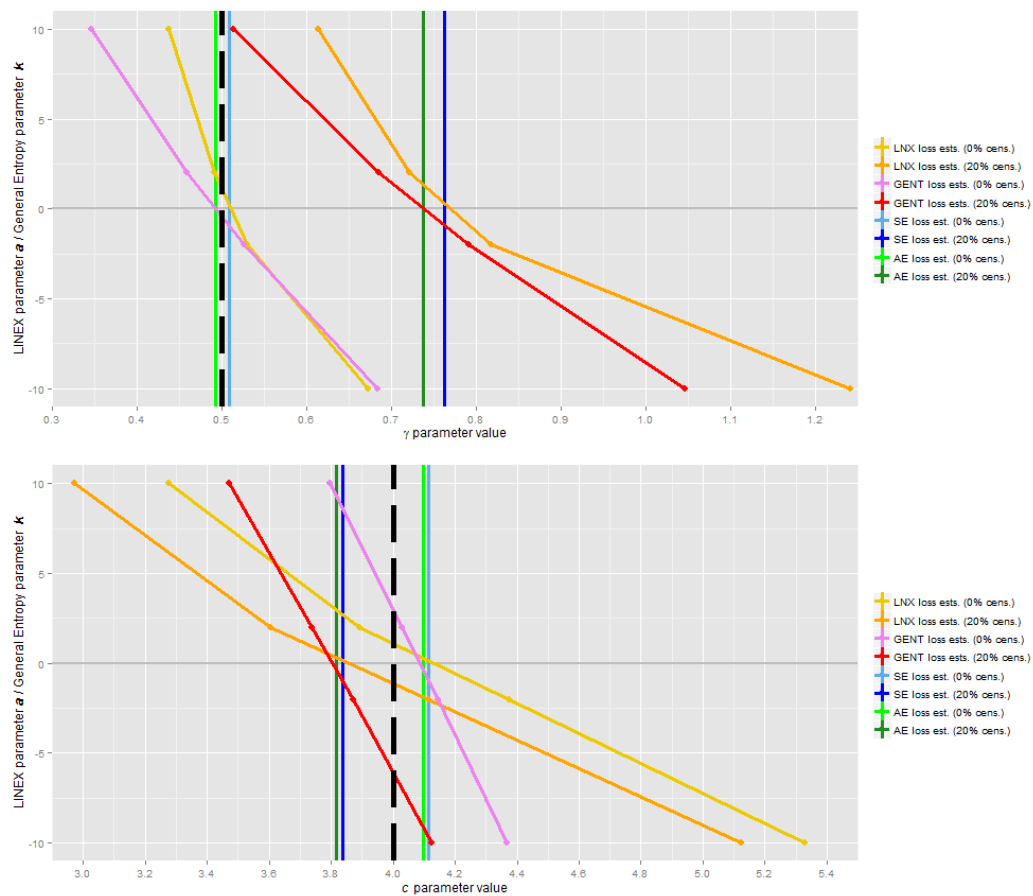 10
5
0
-5
-10
LINEX parameter a / General Entropy parameter k
0.3 0.4 0.5 0.6 0.7 0.8 0.9 1.0 1.1 1.2
γ parameter value
LNX loss ests. (0% cens.)
LNX loss ests. (20% cens.)
GENT loss ests. (0% cens.)
GENT loss ests. (20% cens.)
SE loss est. (0% cens.)
SE loss est. (20% cens.)
AE loss est. (0% cens.)
AE loss est. (20% cens.)
10
5
0
-5
-10
LINEX parameter a / General Entropy parameter k
3.0 3.2 3.4 3.6 3.8 4.0 4.2 4.4 4.6 4.8 5.0 5.2 5.4
c parameter value
LNX loss ests. (0% cens.)
LNX loss ests. (20% cens.)
GENT loss ests. (0% cens.)
GENT loss ests. (20% cens.)
SE loss est. (0% cens.)
SE loss est. (20% cens.)
AE loss est. (0% cens.)
AE loss est. (20% cens.)